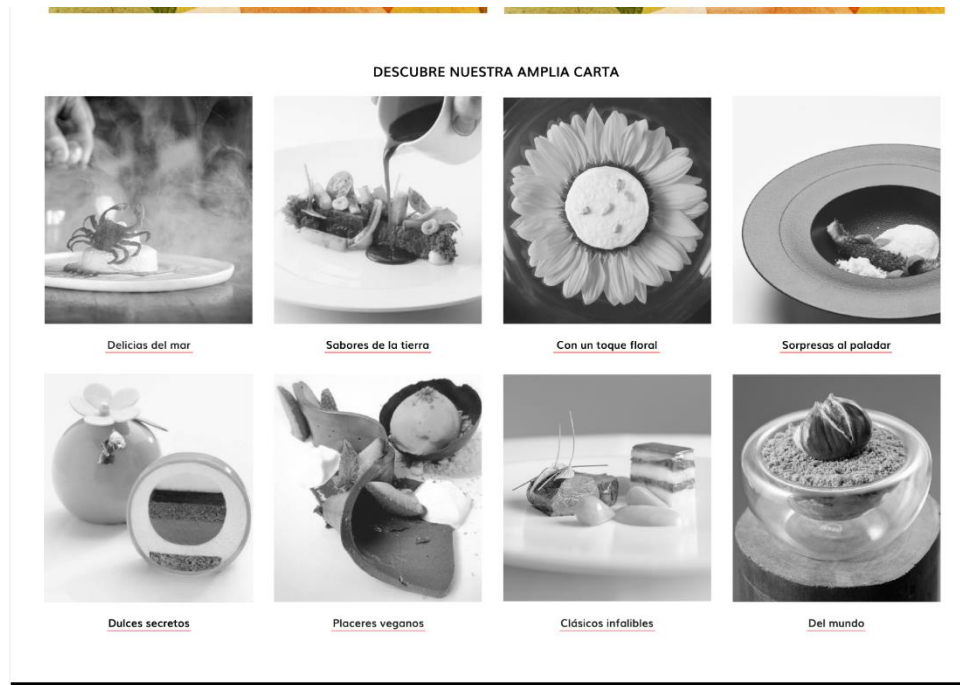 DESCUBRE NUESTRA AMPLIA CARTA
Delicias del mar
Sabores de la tierra
Con un toque floral
Sorpresas al paladar
Dulces secretos
Placeres veganos
Clásicos infalibles
Del mundo